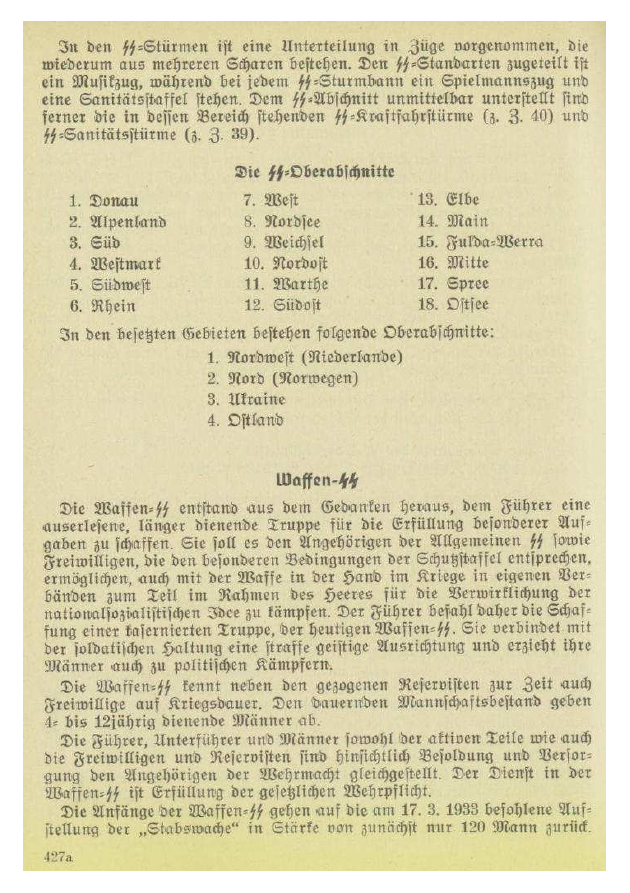 In den SS-Stürmen ist eine Unterteilung in Züge vorgenommen, die
wiederum aus mehreren Scharen bestehen. Den SS-Standarten zugeteilt ist
ein Musikzug, während bei jedem SS-Sturmbann ein Spielmannszug und
eine Sanitätsstaffel stehen. Dem SS-Abschnitt unmittelbar unterstellt sind
ferner die in dessen Bereich stehenden SS-Kraftfahrstürme (z. Z. 40) und
SS-Sanitätsstürme (z. Z. 39).
Die SS-Oberabschnitte
1. Donau 7. West 13. Elbe
2. Alpenland 8. Nordsee 14. Main
3. Süd 9. Weichsel 15. Fulda-Werra
4. Westmark 10. Nordost 16. Mitte
5. Südwest 11. Warthe 17. Spree
6. Rhein 12. Südost 18. Ostsee
In den besetzten Gebieten bestehen folgende Oberabschnitte:
1. Nordwest (Niederlande)
2. Nord (Norwegen)
3. Ukraine
4. Ostland
Waffen-SS
Die Waffen-SS entstand aus dem Gedanken heraus, dem Führer eine
auserlesene, länger dienende Truppe für die Erfüllung besonderer Auf-
gaben zu schaffen. Sie soll es den Angehörigen der Allgemeinen SS sowie
Freiwilligen, die den besonderen Bedingungen der Schutzstaffel entsprechen,
ermöglichen, auch mit der Waffe in der Hand im Kriege in eigenen Ver-
bänden zum Teil im Rahmen des Heeres für die Verwirklichung der
nationalsozialistischen Idee zu kämpfen. Der Führer befahl daher die Schaf-
fung einer kasernierten Truppe, der heutigen Waffen-SS. Sie verbindet mit
der soldatischen Haltung eine straffe geistige Ausrichtung und erzieht ihre
Männer auch zu politischen Kämpfern.
Die Waffen-SS kennt neben den gezogenen Reservisten zur Zeit auch
Freiwillige auf Kriegsdauer. Den dauernden Mannschaftsbestand geben
4- bis 12jährig dienende Männer ab.
Die Führer, Unterführer und Männer sowohl der aktiven Teile wie auch
die Freiwilligen und Reservisten sind hinsichtlich Besoldung und Versor-
gung den Angehörigen der Wehrmacht gleichgestellt. Der Dienst in der
Waffen-SS ist Erfüllung der gesetzlichen Wehrpflicht.
Die Anfänge der Waffen-SS gehen auf die am 17. 3. 1933 befohlene Auf-
stellung der „Stabswache“ in Stärke von zunächst nur 120 Mann zurück.
427a